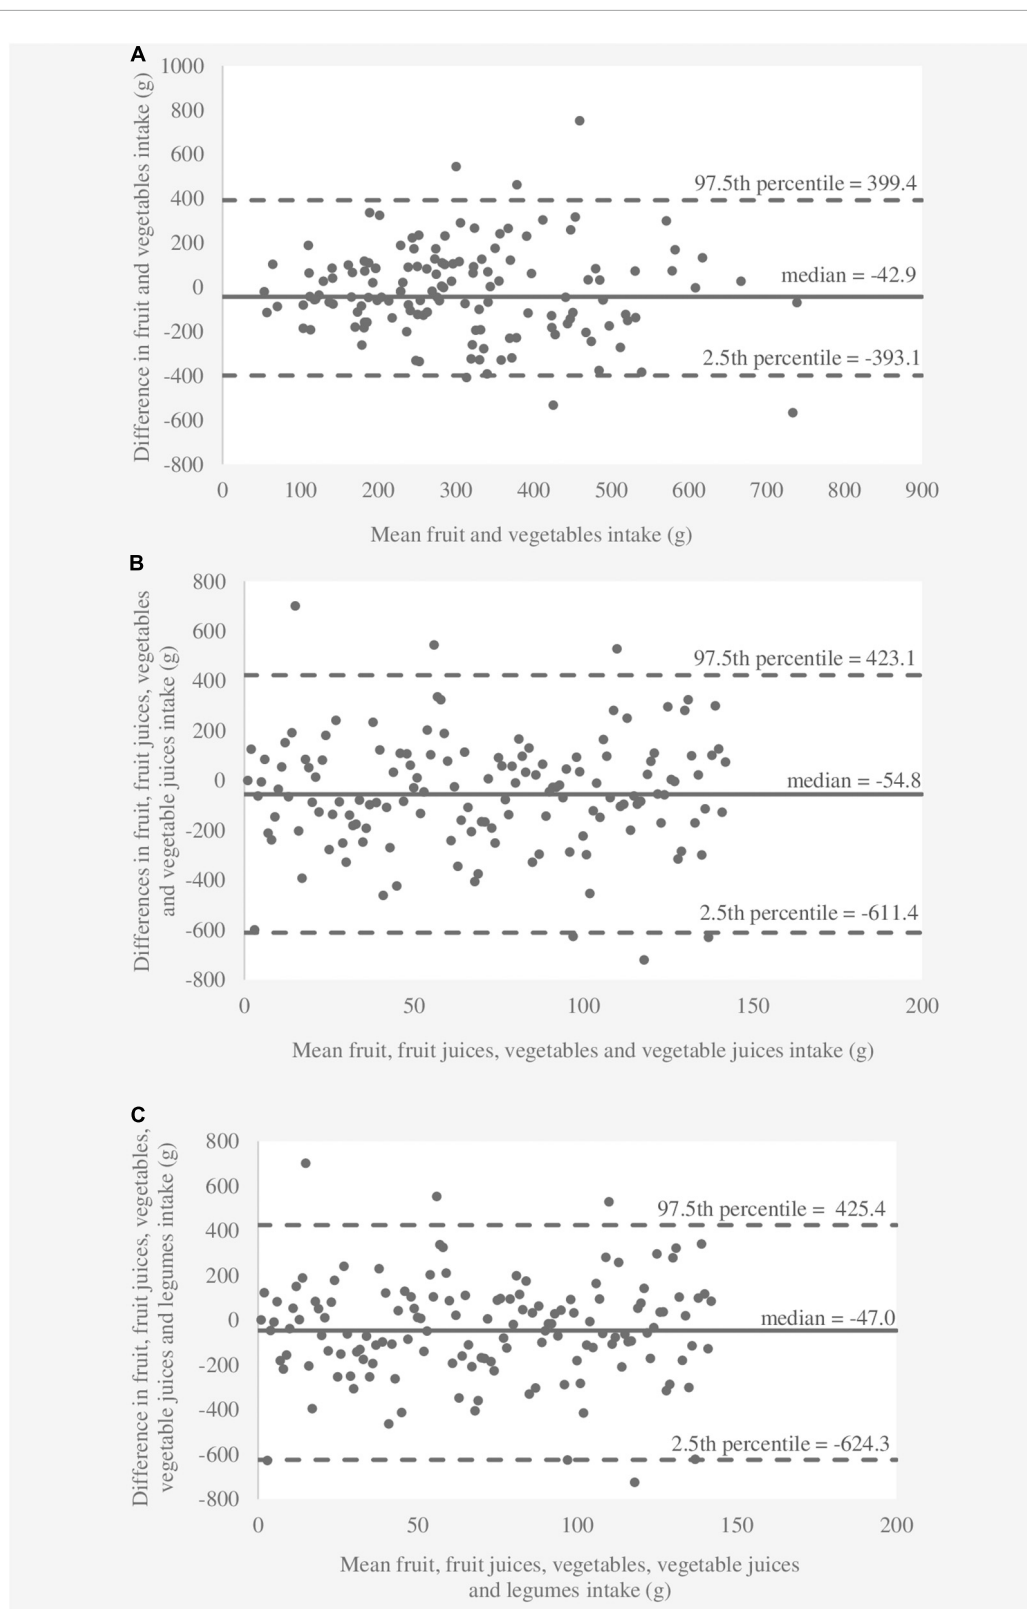 A
1000
800
600
400
200
0
-200
-400
-600
-800
Difference in fruit and vegetables intake (g)
97.5th percentile = 399.4
median = -42.9
2.5th percentile = -393.1
0 100 200 300 400 500 600 700 800 900
Mean fruit and vegetables intake (g)
B
800
600
400
200
0
-200
-400
-600
-800
Differences in fruit, fruit juices, vegetables
and vegetable juices intake (g)
97.5th percentile = 423.1
median = -54.8
2.5th percentile = -611.4
0 50 100 150 200
Mean fruit, fruit juices, vegetables and vegetable juices intake (g)
C
800
600
400
200
0
-200
-400
-600
-800
Difference in fruit, fruit juices, vegetables,
vegetable juices and legumes intake (g)
97.5th percentile = 425.4
median = -47.0
2.5th percentile = -624.3
0 50 100 150 200
Mean fruit, fruit juices, vegetables, vegetable juices
and legumes intake (g)